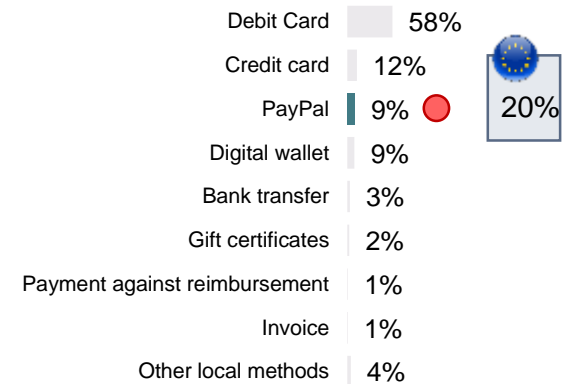 Debit Card 58%
Credit card 12%
PayPal 9% 20%
Digital wallet 9%
Bank transfer 3%
Gift certificates 2%
Payment against reimbursement 1%
Invoice 1%
Other local methods 4%